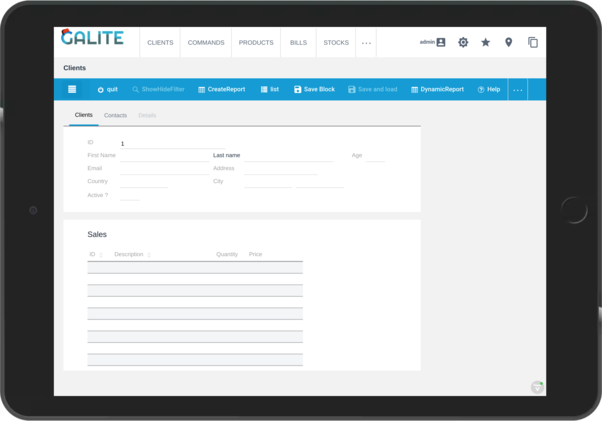 GALITE
CLIENTS COMMANDS PRODUCTS BILLS STOCKS ...
admin
Clients
quit ShowHideFilter CreateReport list Save Block Save and load DynamicReport Help ...
Clients Contacts Details
ID 1
First Name Last name Age
Email Address
Country City
Active ?
Sales
ID Description Quantity Price